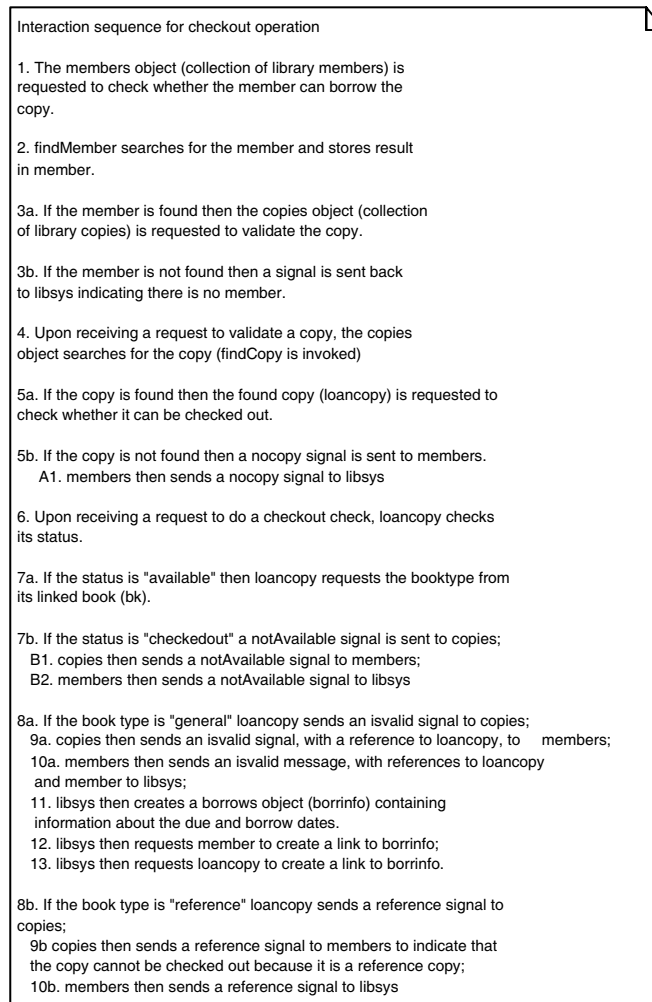 Interaction sequence for checkout operation
1. The members object (collection of library members) is
requested to check whether the member can borrow the
copy.
2. findMember searches for the member and stores result
in member.
3a. If the member is found then the copies object (collection
of library copies) is requested to validate the copy.
3b. If the member is not found then a signal is sent back
to libsys indicating there is no member.
4. Upon receiving a request to validate a copy, the copies
object searches for the copy (findCopy is invoked)
5a. If the copy is found then the found copy (loancopy) is requested to
check whether it can be checked out.
5b. If the copy is not found then a nocopy signal is sent to members.
A1. members then sends a nocopy signal to libsys
6. Upon receiving a request to do a checkout check, loancopy checks
its status.
7a. If the status is "available" then loancopy requests the booktype from
its linked book (bk).
7b. If the status is "checkedout" a notAvailable signal is sent to copies;
B1. copies then sends a notAvailable signal to members;
B2. members then sends a notAvailable signal to libsys
8a. If the book type is "general" loancopy sends an isvalid signal to copies;
9a. copies then sends an isvalid signal, with a reference to loancopy, to members;
10a. members then sends an isvalid message, with references to loancopy
and member to libsys;
11. libsys then creates a borrows object (borrinfo) containing
information about the due and borrow dates.
12. libsys then requests member to create a link to borrinfo;
13. libsys then requests loancopy to create a link to borrinfo.
8b. If the book type is "reference" loancopy sends a reference signal to
copies;
9b copies then sends a reference signal to members to indicate that
the copy cannot be checked out because it is a reference copy;
10b. members then sends a reference signal to libsys